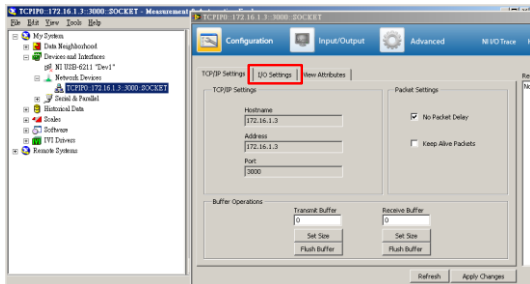 TCPIP0::172.16.1.3::3000::SOCKET - Measurement
File Edit View Tools Help
My System
Data Neighborhood
Devices and Interfaces
NI USB-6211 "Dev1"
Network Devices
TCPIP0::172.16.1.3::3000::SOCKET
Serial & Parallel
Historical Data
Scales
Software
IVI Drivers
Remote Systems
TCPIP0::172.16.1.3::3000::SOCKET
Configuration Input/Output Advanced NI I/O Trace
TCP/IP Settings I/O Settings View Attributes
TCP/IP Settings Packet Settings
Hostname
172.16.1.3
No Packet Delay
Address
172.16.1.3
Keep Alive Packets
Port
3000
Buffer Operations
Transmit Buffer Receive Buffer
0 0
Set Size Set Size
Flush Buffer Flush Buffer
Refresh Apply Changes